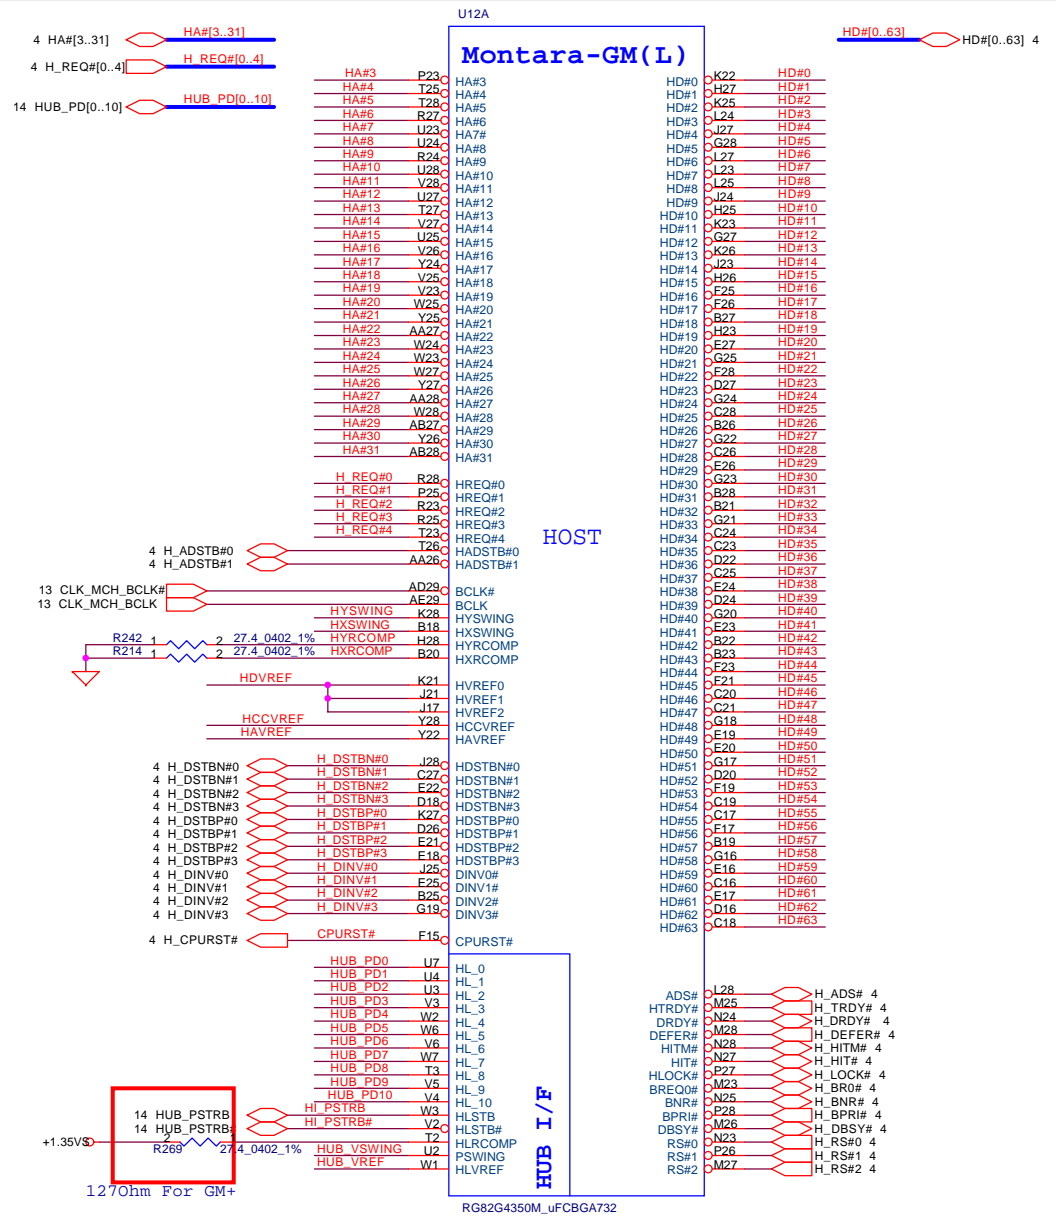 U12A
Montara-GM(L)
4 HA#[3..31] HA#[3..31]
4 H_REQ#[0..4] H_REQ#[0..4]
14 HUB_PD[0..10] HUB_PD[0..10]
HD#[0..63] HD#[0..63] 4
HA#3 P23 HA#3
HA#4 T25 HA#4
HA#5 T28 HA#5
HA#6 R27 HA#6
HA#7 U23 HA7#
HA#8 U24 HA#8
HA#9 R24 HA#9
HA#10 U28 HA#10
HA#11 V28 HA#11
HA#12 U27 HA#12
HA#13 T27 HA#13
HA#14 V27 HA#14
HA#15 U25 HA#15
HA#16 V26 HA#16
HA#17 Y24 HA#17
HA#18 V25 HA#18
HA#19 V23 HA#19
HA#20 W25 HA#20
HA#21 Y25 HA#21
HA#22 AA27 HA#22
HA#23 W24 HA#23
HA#24 W23 HA#24
HA#25 W27 HA#25
HA#26 Y27 HA#26
HA#27 AA28 HA#27
HA#28 W28 HA#28
HA#29 AB27 HA#29
HA#30 Y26 HA#30
HA#31 AB28 HA#31
H_REQ#0 R28 HREQ#0
H_REQ#1 P25 HREQ#1
H_REQ#2 R23 HREQ#2
H_REQ#3 R25 HREQ#3
H_REQ#4 T23 HREQ#4
4 H_ADSTB#0 T26 HADSTB#0
4 H_ADSTB#1 AA26 HADSTB#1
13 CLK_MCH_BCLK# AD29 BCLK#
13 CLK_MCH_BCLK AE29 BCLK
HYSWING K28 HYSWING
HXSWING B18 HXSWING
R242 1 2 27.4_0402_1% HYRCOMP H28 HYRCOMP
R214 1 2 27.4_0402_1% HXRCOMP B20 HXRCOMP
HDVREF K21 HVREF0
J21 HVREF1
J17 HVREF2
HCCVREF Y28 HCCVREF
HAVREF Y22 HAVREF
4 H_DSTBN#0 H_DSTBN#0 J28 HDSTBN#0
4 H_DSTBN#1 H_DSTBN#1 C27 HDSTBN#1
4 H_DSTBN#2 H_DSTBN#2 E22 HDSTBN#2
4 H_DSTBN#3 H_DSTBN#3 D18 HDSTBN#3
4 H_DSTBP#0 H_DSTBP#0 K27 HDSTBP#0
4 H_DSTBP#1 H_DSTBP#1 D26 HDSTBP#1
4 H_DSTBP#2 H_DSTBP#2 E21 HDSTBP#2
4 H_DSTBP#3 H_DSTBP#3 E18 HDSTBP#3
4 H_DINV#0 H_DINV#0 J25 DINV0#
4 H_DINV#1 H_DINV#1 E25 DINV1#
4 H_DINV#2 H_DINV#2 B25 DINV2#
4 H_DINV#3 H_DINV#3 G19 DINV3#
4 H_CPURST# CPURST# F15 CPURST#
HUB_PD0 U7 HL_0
HUB_PD1 U4 HL_1
HUB_PD2 U3 HL_2
HUB_PD3 V3 HL_3
HUB_PD4 W2 HL_4
HUB_PD5 W6 HL_5
HUB_PD6 V6 HL_6
HUB_PD7 W7 HL_7
HUB_PD8 T3 HL_8
HUB_PD9 V5 HL_9
HUB_PD10 V4 HL_10
14 HUB_PSTRB HI_PSTRB W3 HLSTB
14 HUB_PSTRB# HI_PSTRB# V2 HLSTB#
+1.35VS R269 2 27.4_0402_1% T2 HLRCOMP
HUB_VSWING U2 PSWING
HUB_VREF W1 HLVREF
127Ohm For GM+
HOST
HUB I/F
HD#0 K22 HD#0
HD#1 H27 HD#1
HD#2 K25 HD#2
HD#3 L24 HD#3
HD#4 J27 HD#4
HD#5 G28 HD#5
HD#6 L27 HD#6
HD#7 L23 HD#7
HD#8 L25 HD#8
HD#9 J24 HD#9
HD#10 H25 HD#10
HD#11 K23 HD#11
HD#12 G27 HD#12
HD#13 K26 HD#13
HD#14 J23 HD#14
HD#15 H26 HD#15
HD#16 F25 HD#16
HD#17 F26 HD#17
HD#18 B27 HD#18
HD#19 H23 HD#19
HD#20 E27 HD#20
HD#21 G25 HD#21
HD#22 F28 HD#22
HD#23 D27 HD#23
HD#24 G24 HD#24
HD#25 C28 HD#25
HD#26 B26 HD#26
HD#27 G22 HD#27
HD#28 C26 HD#28
HD#29 E26 HD#29
HD#30 G23 HD#30
HD#31 B28 HD#31
HD#32 B21 HD#32
HD#33 G21 HD#33
HD#34 C24 HD#34
HD#35 C23 HD#35
HD#36 D22 HD#36
HD#37 C25 HD#37
HD#38 E24 HD#38
HD#39 D24 HD#39
HD#40 G20 HD#40
HD#41 E23 HD#41
HD#42 B22 HD#42
HD#43 B23 HD#43
HD#44 F23 HD#44
HD#45 F21 HD#45
HD#46 C20 HD#46
HD#47 C21 HD#47
HD#48 G18 HD#48
HD#49 E19 HD#49
HD#50 E20 HD#50
HD#51 G17 HD#51
HD#52 D20 HD#52
HD#53 F19 HD#53
HD#54 C19 HD#54
HD#55 C17 HD#55
HD#56 F17 HD#56
HD#57 B19 HD#57
HD#58 G16 HD#58
HD#59 E16 HD#59
HD#60 C16 HD#60
HD#61 E17 HD#61
HD#62 D16 HD#62
HD#63 C18 HD#63
ADS# L28 H_ADS# 4
HTRDY# M25 H_TRDY# 4
DRDY# N24 H_DRDY# 4
DEFER# M28 H_DEFER# 4
HITM# N28 H_HITM# 4
HIT# N27 H_HIT# 4
HLOCK# P27 H_LOCK# 4
BREQ0# M23 H_BR0# 4
BNR# N25 H_BNR# 4
BPRI# P28 H_BPRI# 4
DBSY# M26 H_DBSY# 4
RS#0 N23 H_RS#0 4
RS#1 P26 H_RS#1 4
RS#2 M27 H_RS#2 4
RG82G4350M_uFCBGA732